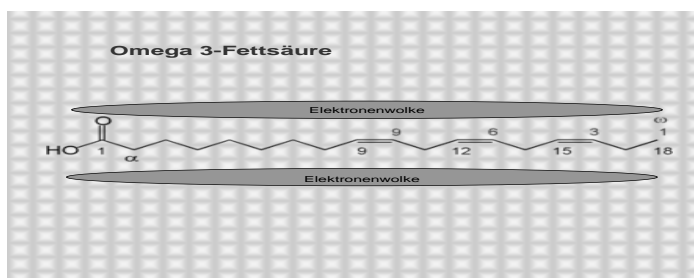 Omega 3-Fettsäure
Elektronenwolke
O ω
9 6 3 1
HO 1 α 9 12 15 18
Elektronenwolke